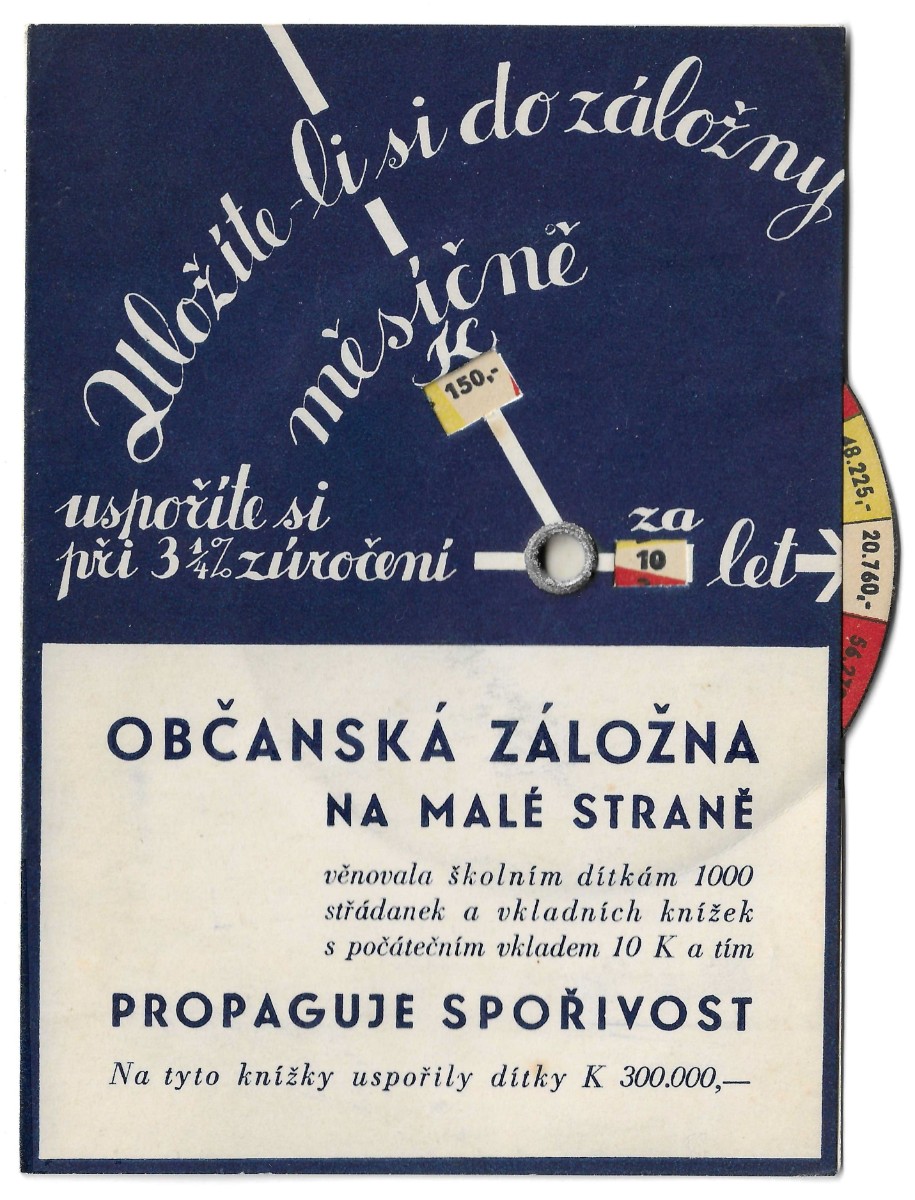 Uložíte-li si do záložny
měsíčně
K
150,-
uspoříte si
při 3¼% zúročení
za
10
let
48.225,-
20.760,-
OBČANSKÁ ZÁLOŽNA
NA MALÉ STRANĚ
věnovala školním dítkám 1000
střádanek a vkladních knížek
s počátečním vkladem 10 K a tím
PROPAGUJE SPOŘIVOST
Na tyto knížky uspořily dítky K 300.000,—